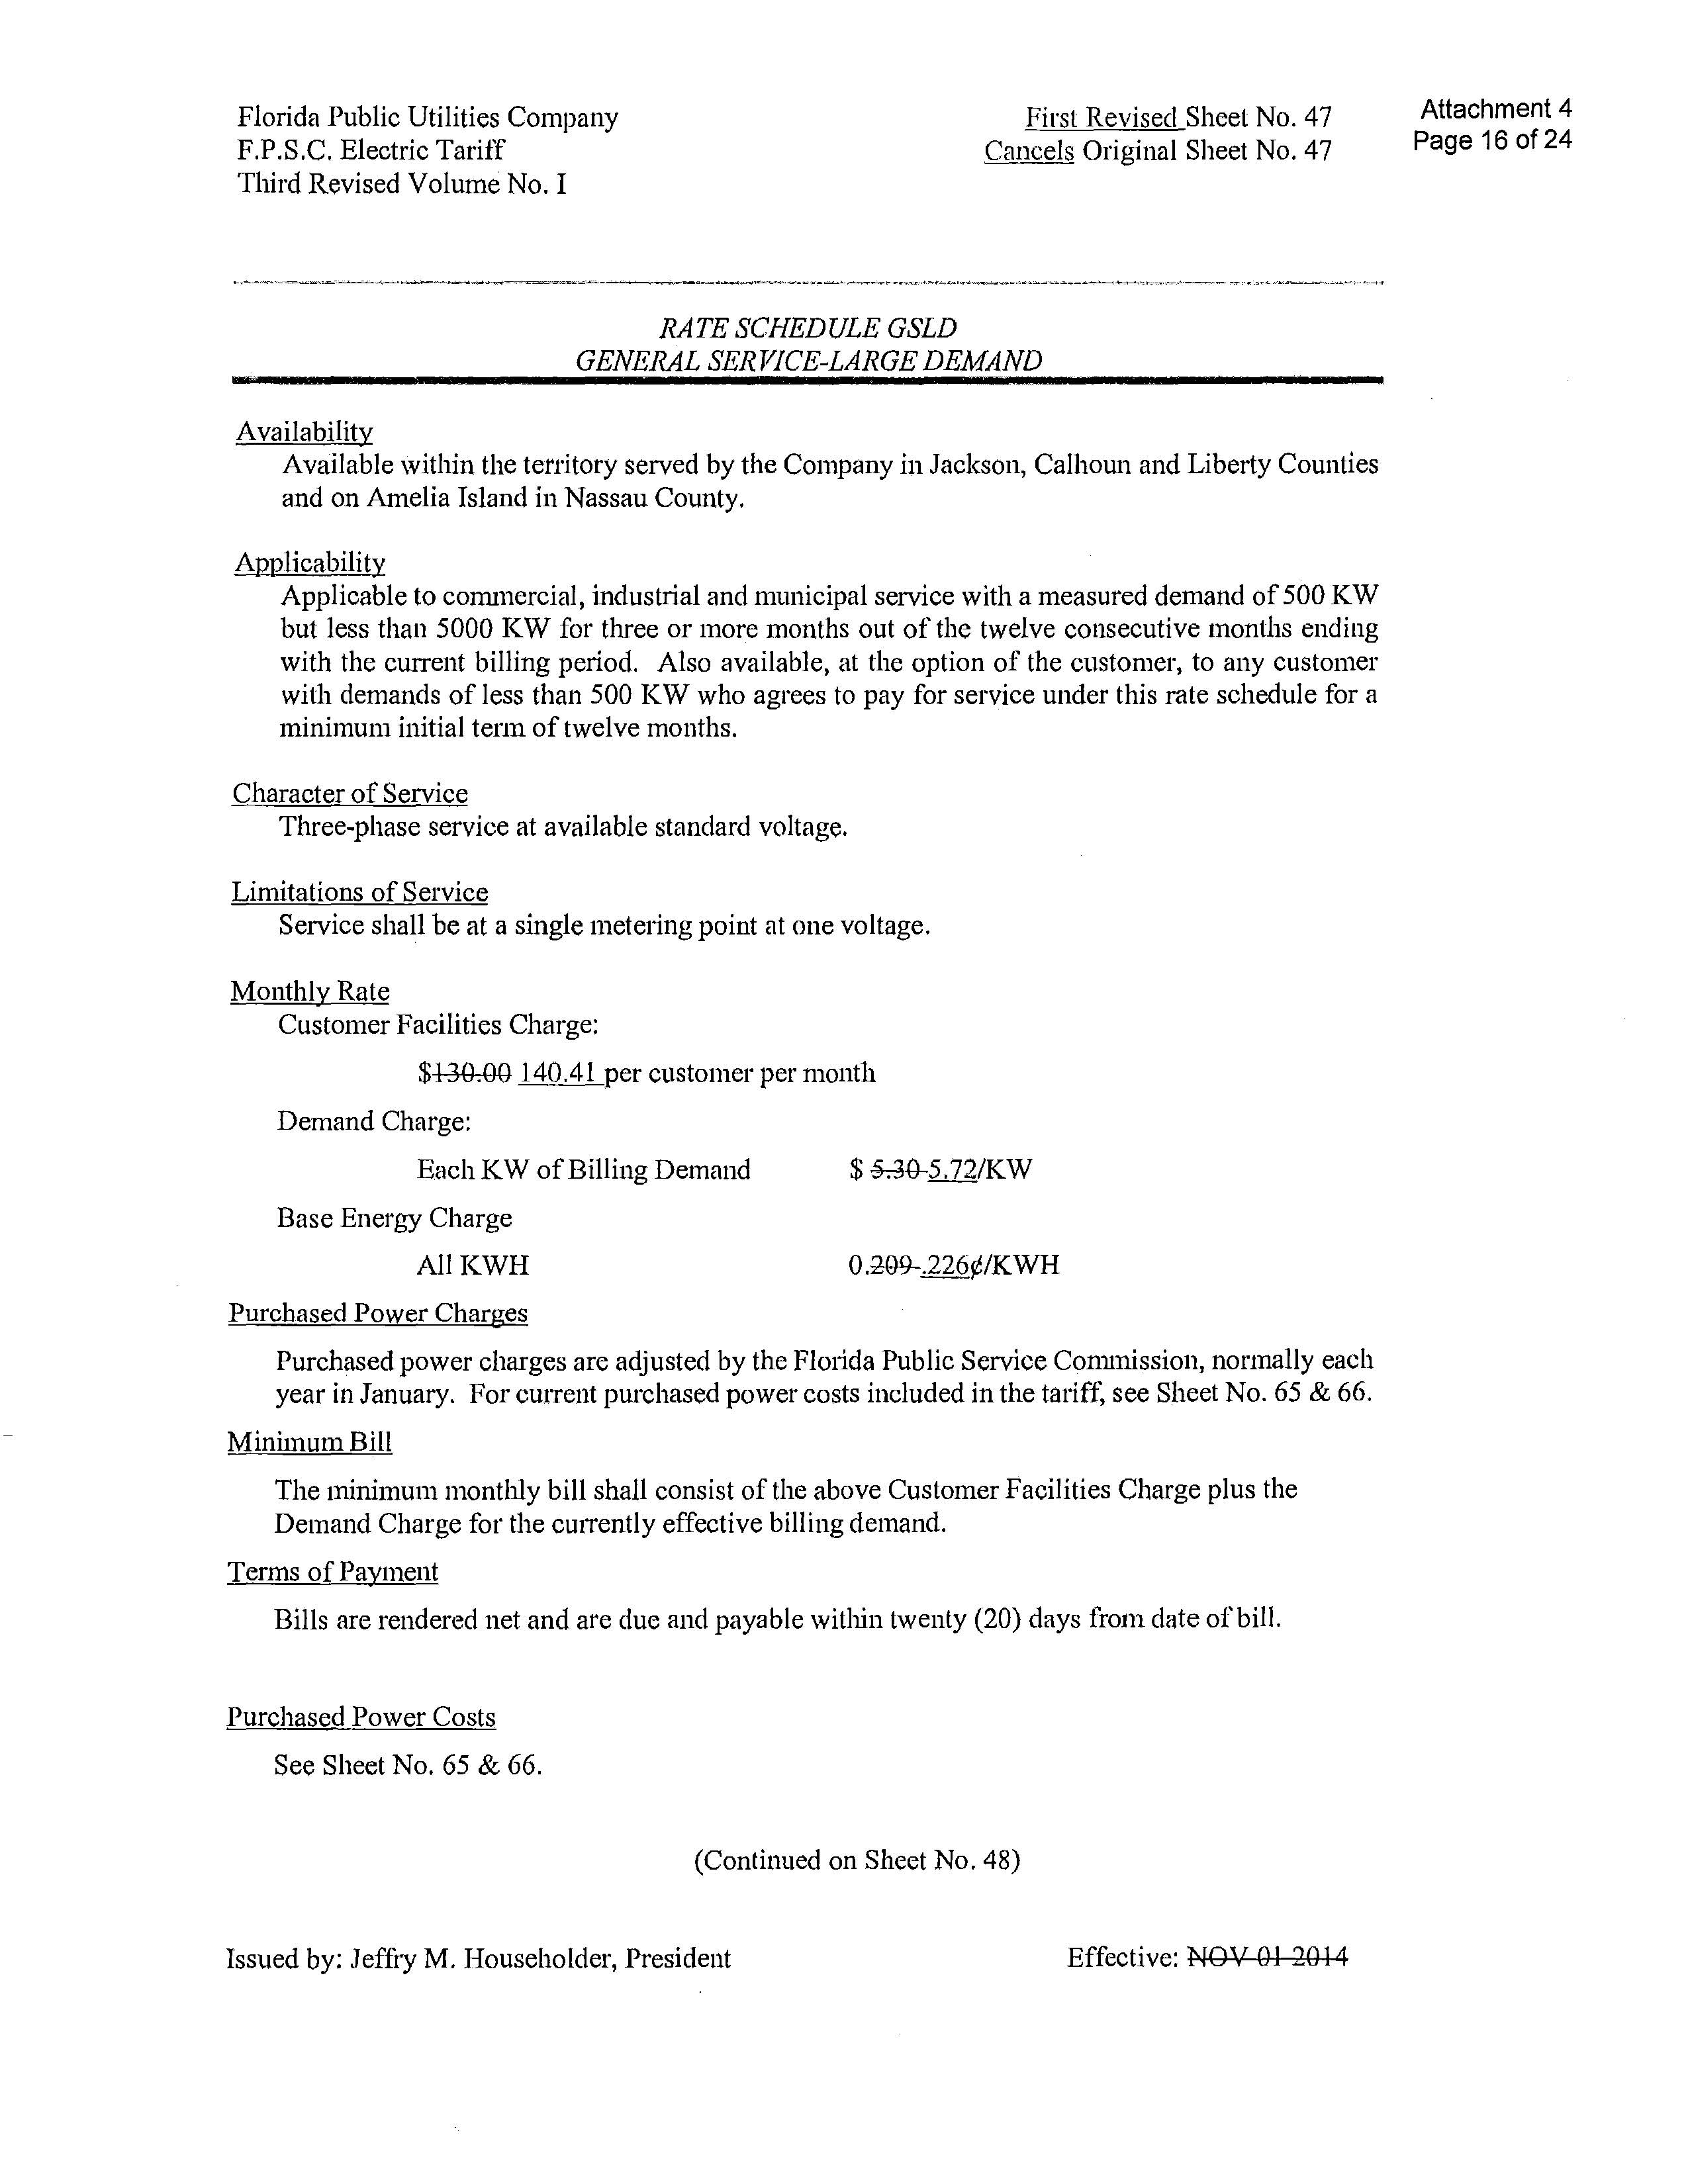 Florida Public Utilities Company
F.P.S.C. Electric Tariff
Third Revised Volume No. I
First Revised Sheet No. 47
Cancels Original Sheet No. 47
Attachment 4
Page 16 of 24
RATE SCHEDULE GSLD
GENERAL SERVICE-LARGE DEMAND
Availability
Available within the territory served by the Company in Jackson, Calhoun and Liberty Counties
and on Amelia Island in Nassau County.
Applicability
Applicable to commercial, industrial and municipal service with a measured demand of 500 KW
but less than 5000 KW for three or more months out of the twelve consecutive months ending
with the current billing period. Also available, at the option of the customer, to any customer
with demands of less than 500 KW who agrees to pay for service under this rate schedule for a
minimum initial term of twelve months.
Character of Service
Three-phase service at available standard voltage.
Limitations of Service
Service shall be at a single metering point at one voltage.
Monthly Rate
Customer Facilities Charge:
$130.00 140.41 per customer per month
Demand Charge:
Each KW of Billing Demand $ 5.30 5.72/KW
Base Energy Charge
All KWH 0.209 .226¢/KWH
Purchased Power Charges
Purchased power charges are adjusted by the Florida Public Service Commission, normally each
year in January. For current purchased power costs included in the tariff, see Sheet No. 65 & 66.
Minimum Bill
The minimum monthly bill shall consist of the above Customer Facilities Charge plus the
Demand Charge for the currently effective billing demand.
Terms of Payment
Bills are rendered net and are due and payable within twenty (20) days from date of bill.
Purchased Power Costs
See Sheet No. 65 & 66.
(Continued on Sheet No. 48)
Issued by: Jeffry M. Householder, President
Effective: NOV 01 2014